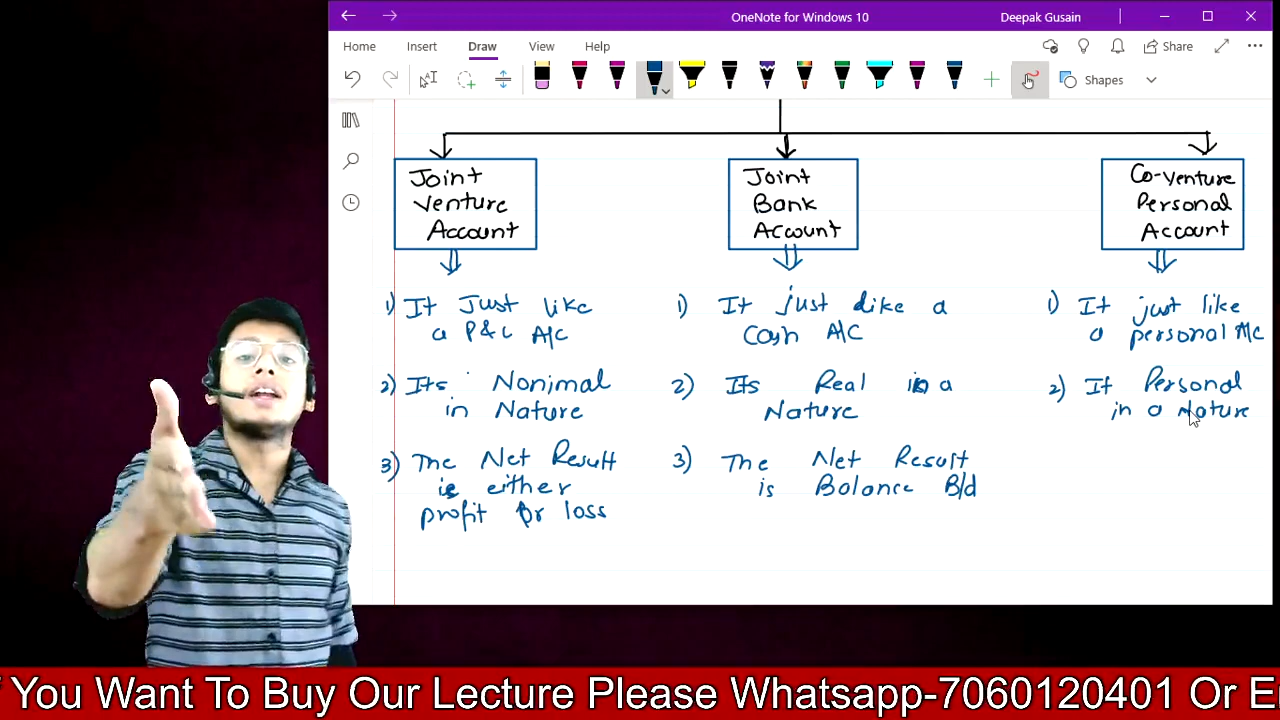 OneNote for Windows 10
Deepak Gusain
Home Insert Draw View Help
Share
Shapes
Joint
Venture
Account
Joint
Bank
Account
Co-venture
Personal
Account
1) It Just like
a P&L A/C
2) Its Nonimal
in Nature
3) The Net Result
is either
profit or loss
1) It just like a
Cash A/C
2) Its Real in a
Nature
3) The Net Result
is Balance B/d
1) It just like
a personal A/C
2) It Personal
in a Nature
You Want To Buy Our Lecture Please Whatsapp-7060120401 Or